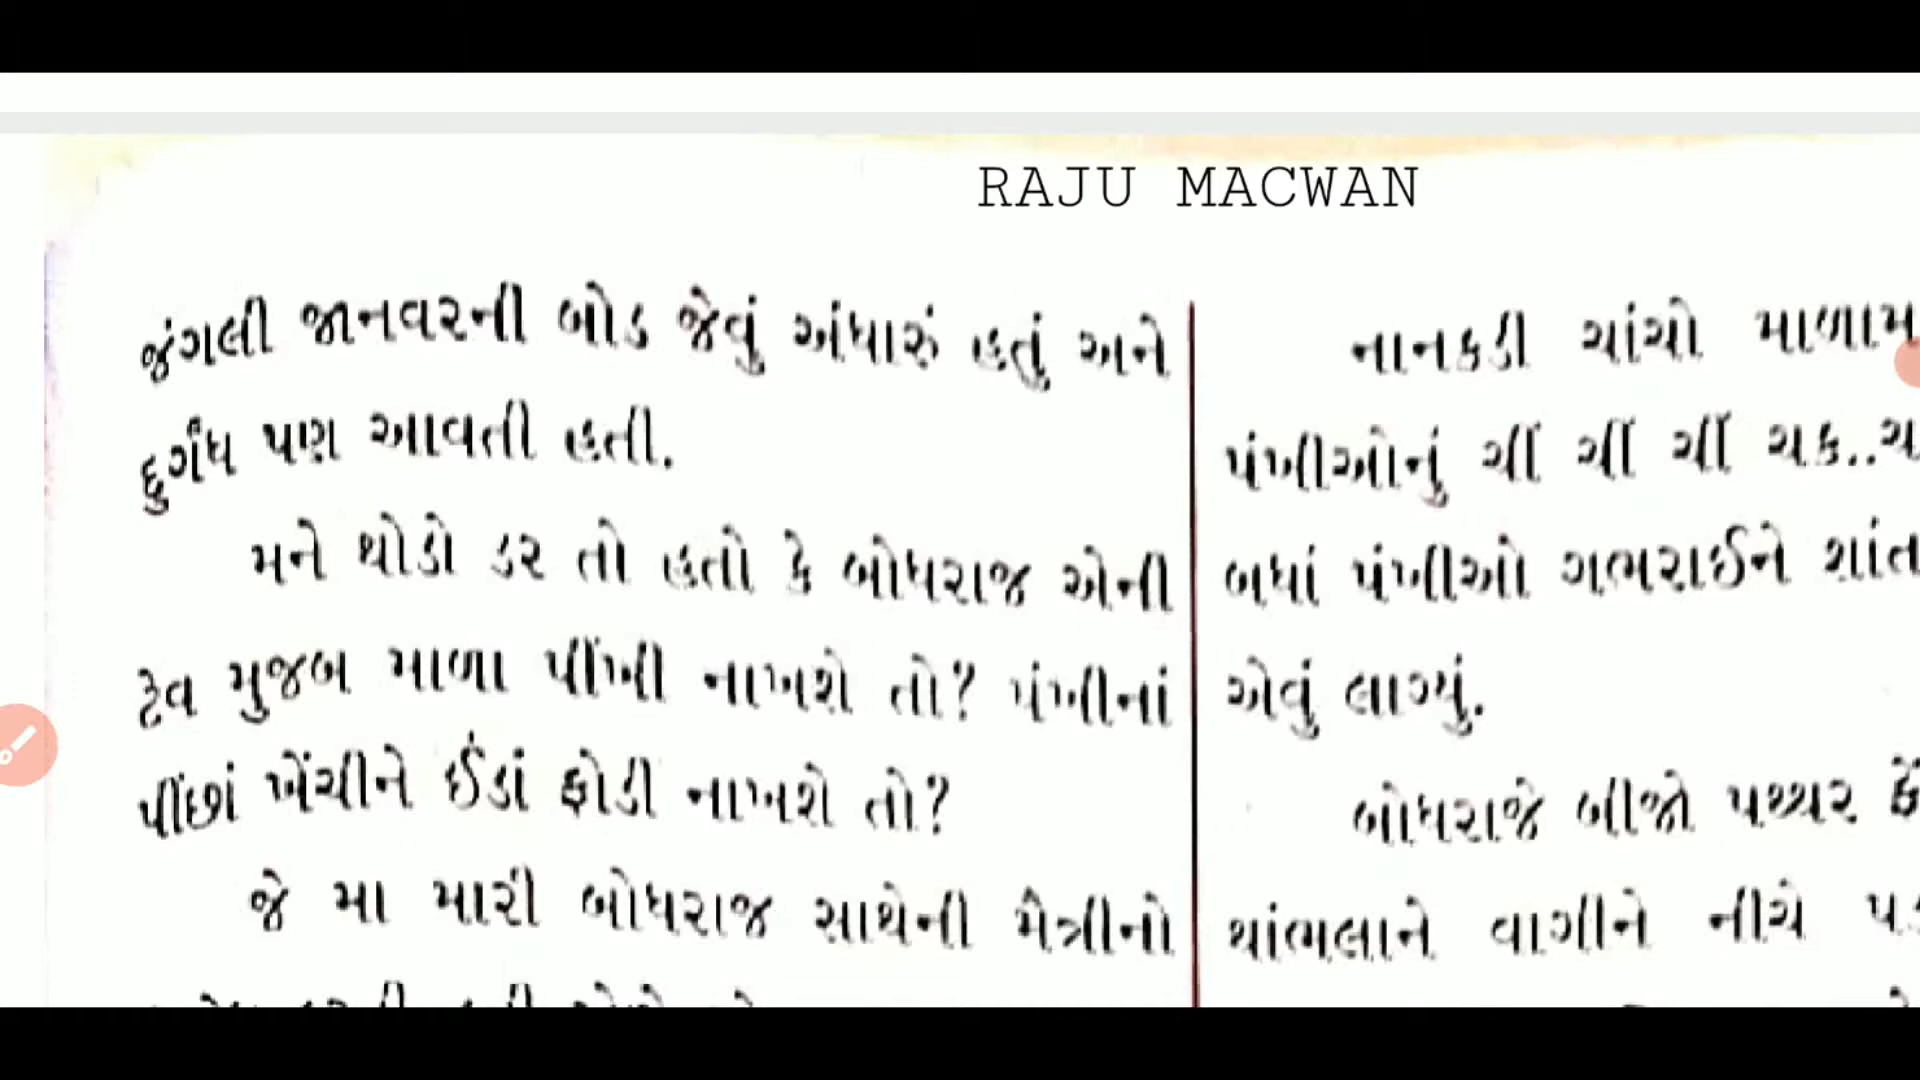 RAJU MACWAN
જંગલી જાનવરની બોડ જેવું અંધારું હતું અને
દુર્ગંધ પણ આવતી હતી.
મને થોડો ડર તો હતો કે બોધરાજ એની
ટેવ મુજબ માળા પીંખી નાખશે તો? પંખીનાં
પીંછાં ખેંચીને ઈંડાં ફોડી નાખશે તો?
જે મા મારી બોધરાજ સાથેની મૈત્રીનો
નાનકડી ચાંચો
પંખીઓનું ચીં ચીં ચીં ચક..ચ
બધાં પંખીઓ ગભરાઈને શાંત
એવું લાગ્યું.
બોધરાજે બીજો પથ્થર
થાંભલાને વાગીને નીચે